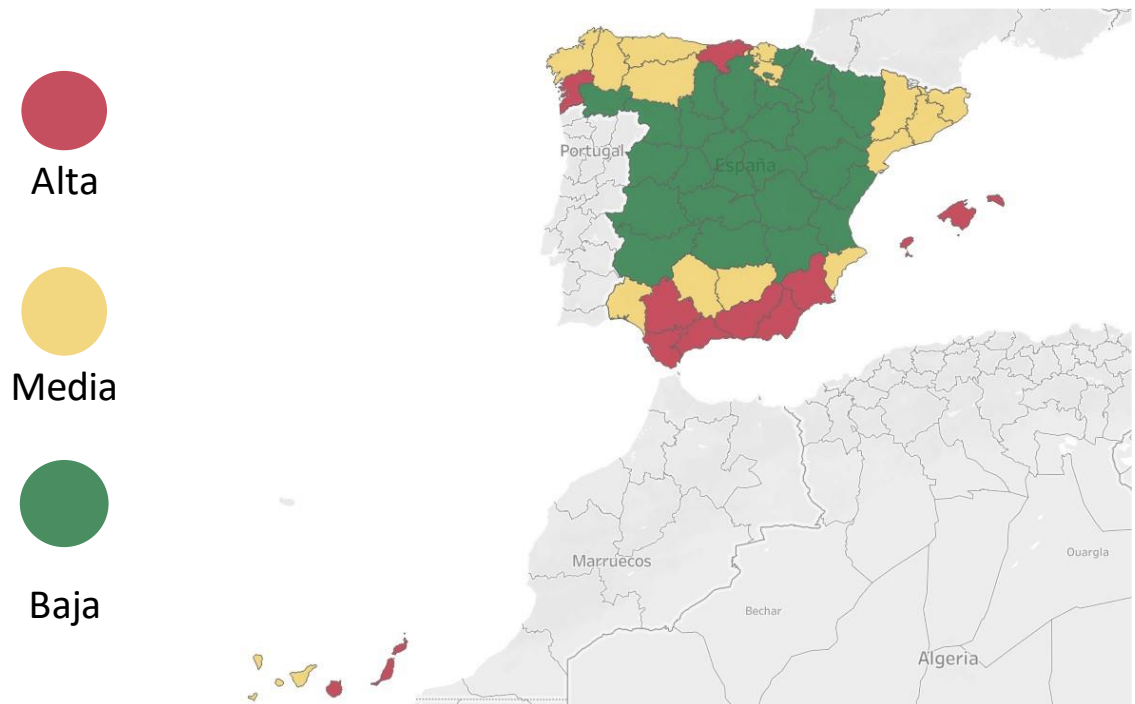 Alta
Media
Baja
Portugal
España
Marruecos
Bechar
Ouargla
Algeria